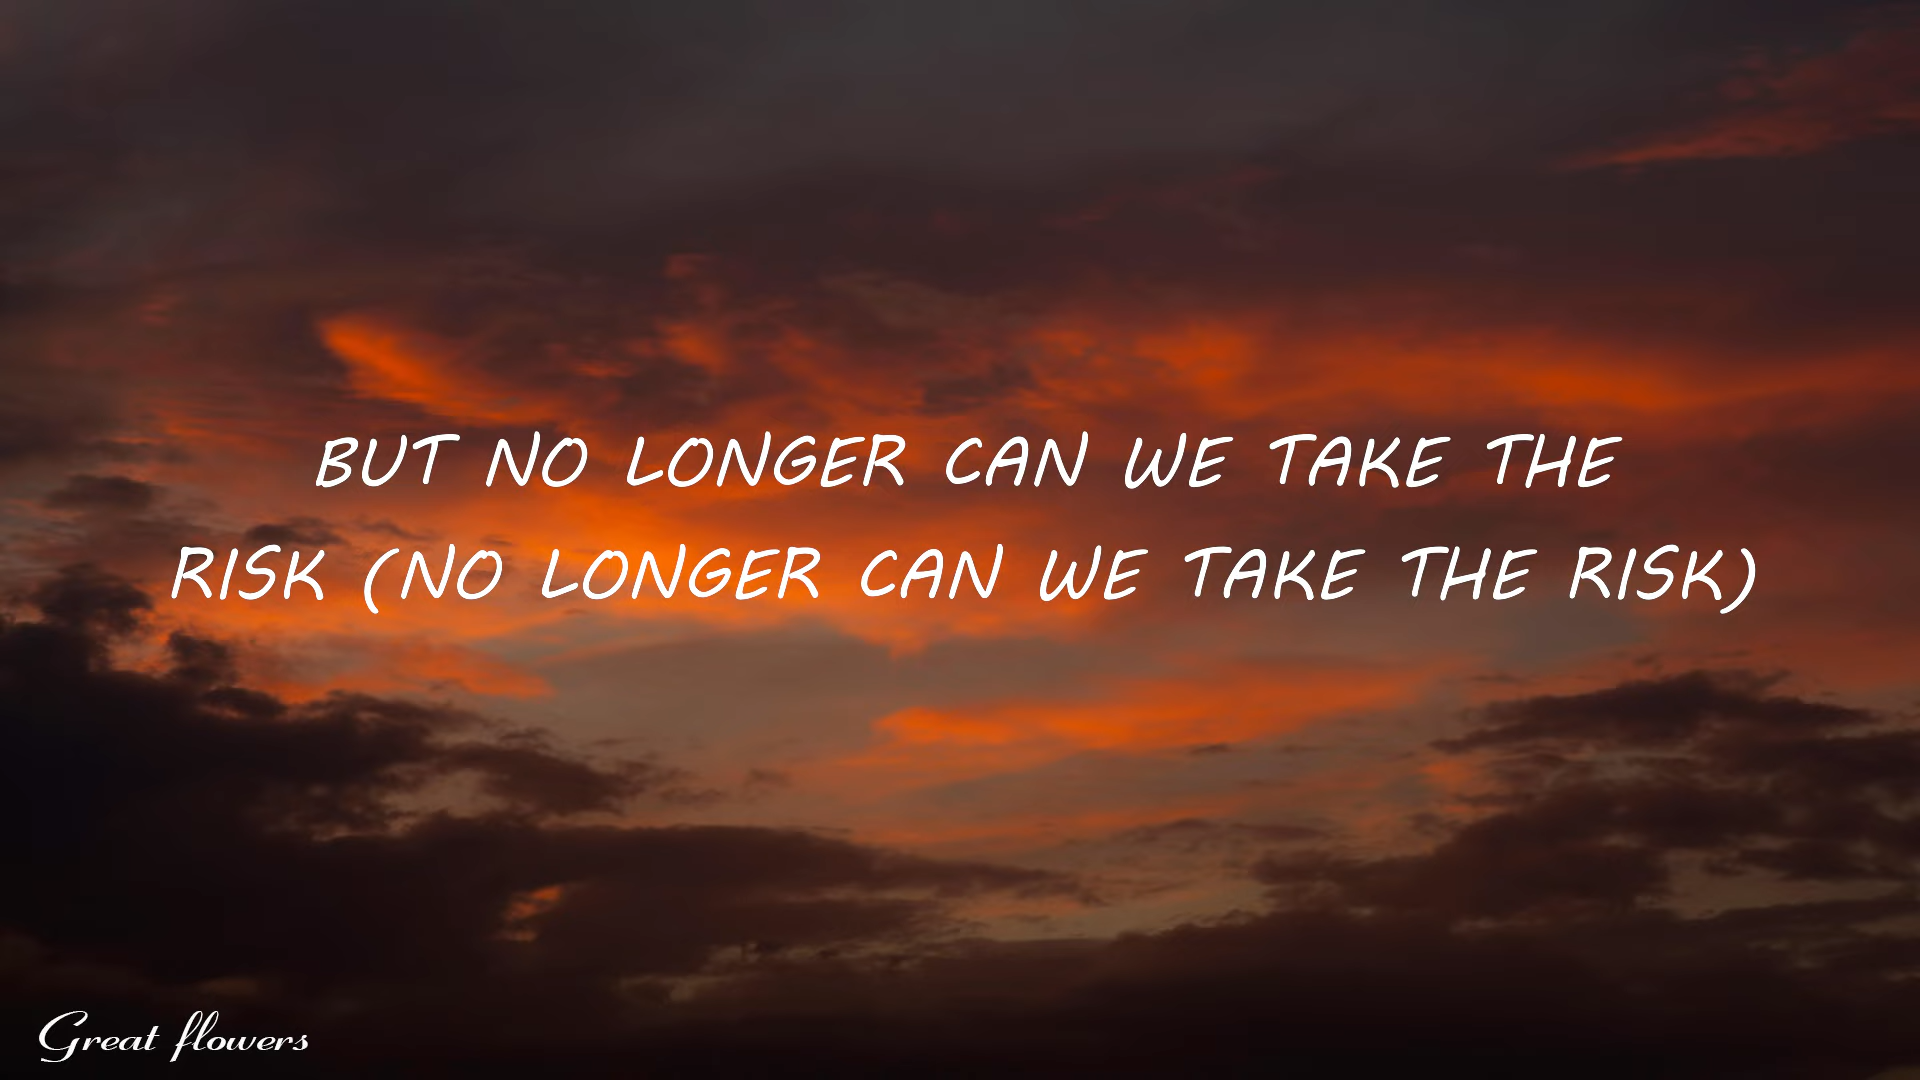 BUT NO LONGER CAN WE TAKE THE
RISK (NO LONGER CAN WE TAKE THE RISK)
Great flowers